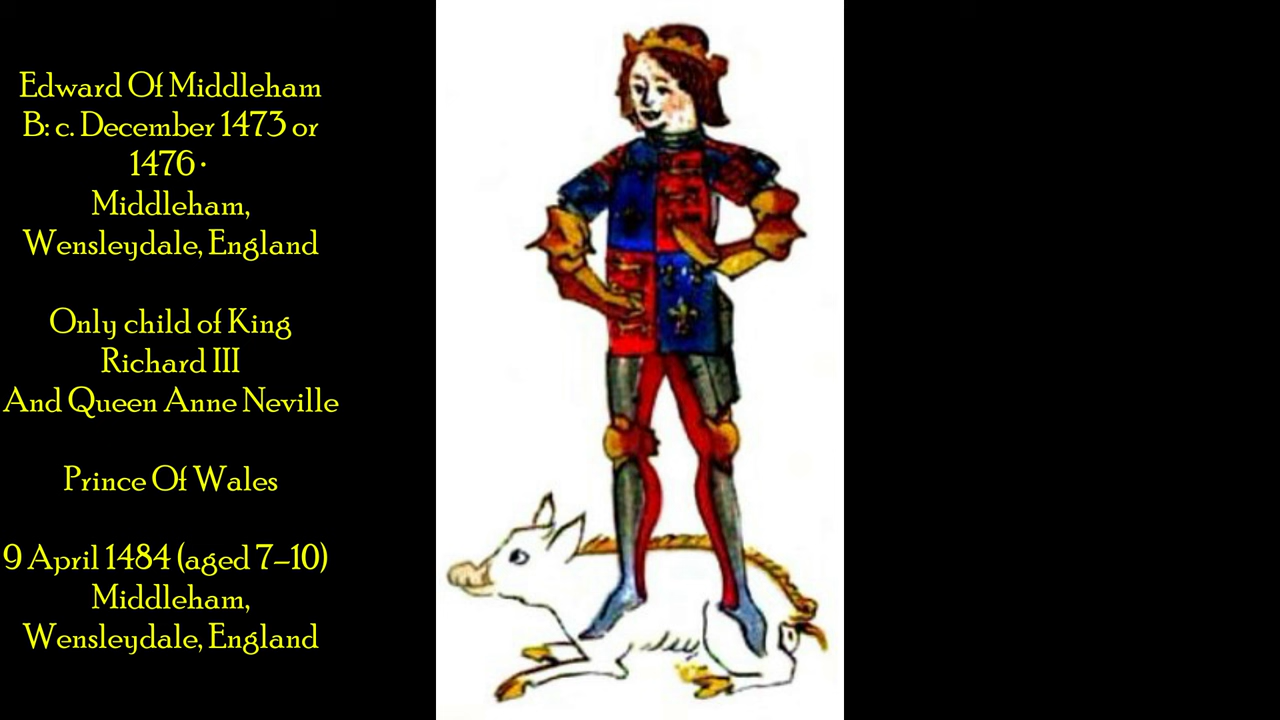 Edward Of Middleham
B: c. December 1473 or
1476 ·
Middleham,
Wensleydale, England
Only child of King
Richard III
And Queen Anne Neville
Prince Of Wales
9 April 1484 (aged 7–10)
Middleham,
Wensleydale, England